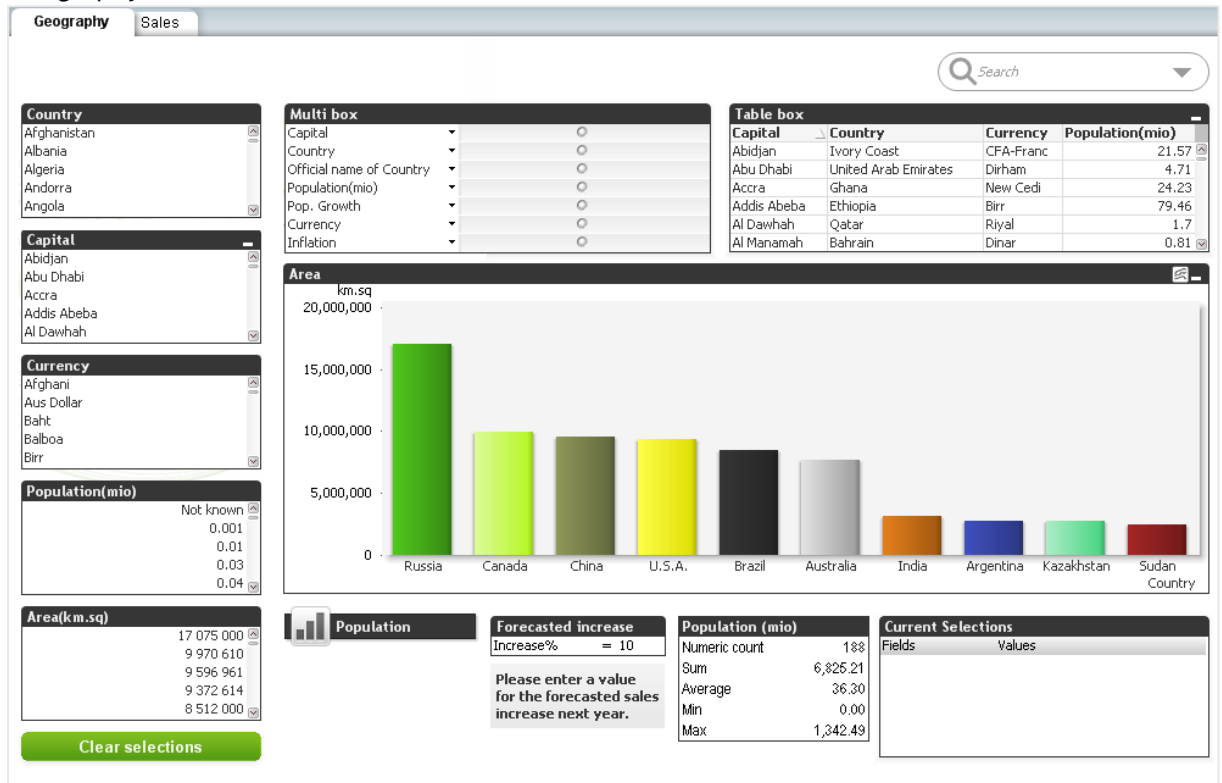 Geography Sales
Search
Country
Afghanistan
Albania
Algeria
Andorra
Angola
Capital
Abidjan
Abu Dhabi
Accra
Addis Abeba
Al Dawhah
Currency
Afghani
Aus Dollar
Baht
Balboa
Birr
Population(mio)
Not known
0.001
0.01
0.03
0.04
Area(km.sq)
17 075 000
9 970 610
9 596 961
9 372 614
8 512 000
Clear selections
Multi box
Capital
Country
Official name of Country
Population(mio)
Pop. Growth
Currency
Inflation
Table box
Capital Country Currency Population(mio)
Abidjan Ivory Coast CFA-Franc 21.57
Abu Dhabi United Arab Emirates Dirham 4.71
Accra Ghana New Cedi 24.23
Addis Abeba Ethiopia Birr 79.46
Al Dawhah Qatar Riyal 1.7
Al Manamah Bahrain Dinar 0.81
Area
km.sq
20,000,000
15,000,000
10,000,000
5,000,000
0
Russia Canada China U.S.A. Brazil Australia India Argentina Kazakhstan Sudan
Country
Population
Forecasted increase
Increase% = 10
Please enter a value
for the forecasted sales
increase next year.
Population (mio)
Numeric count 188
Sum 6,825.21
Average 36.30
Min 0.00
Max 1,342.49
Current Selections
Fields Values